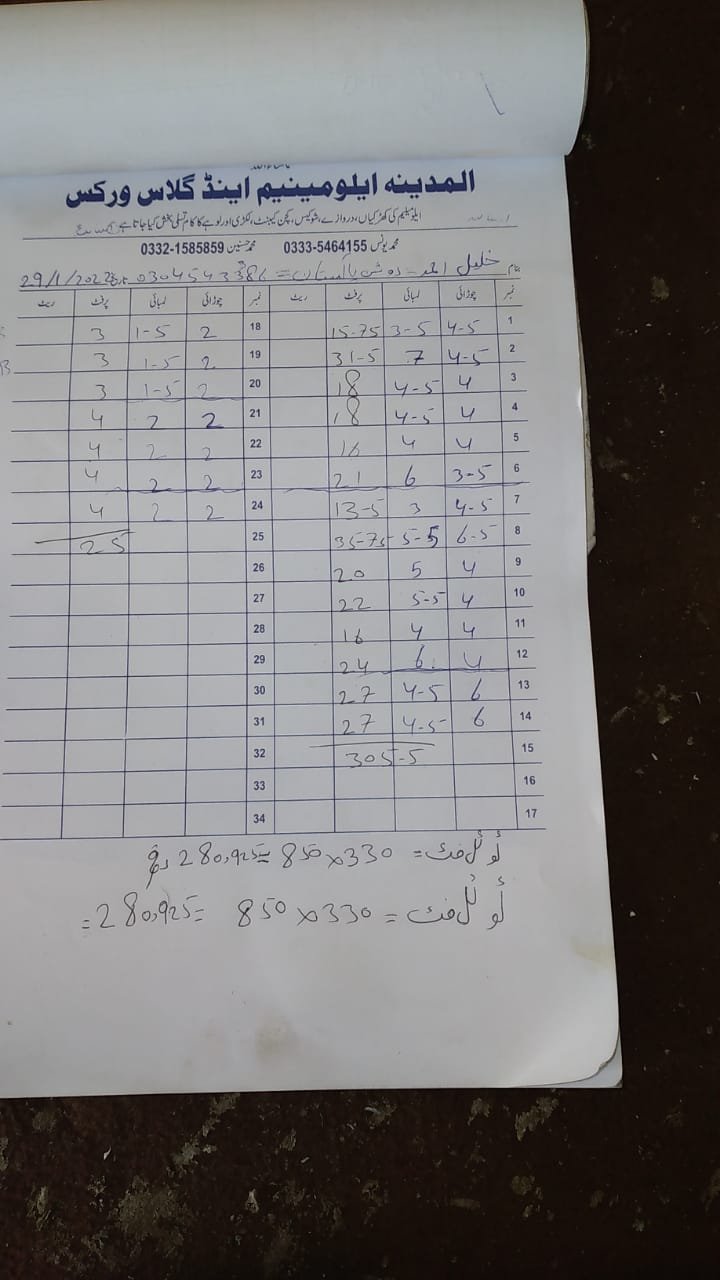 المدینہ ایلومینیم اینڈ گلاس ورکس
ایلومینیم کی کھڑکیاں، دروازے، شوکیس، کچن کیبنٹ، لکڑی اور لوہے کا کام تسلی بخش کیا جاتا ہے
محمد یونس 0333-5464155 محمد حسنین 0332-1585859
بنام خلیل احمد 29/1/2022
نمبر چوڑائی لمبائی پرفٹ ریٹ نمبر چوڑائی لمبائی پرفٹ ریٹ
1 4-5 3-5 15-75 18 2 1-5 3
2 4-5 7 31-5 19 2 1-5 3
3 4 4-5 18 20 2 1-5 3
4 4 4-5 18 21 2 2 4
5 4 4 16 22 2 2 4
6 3-5 6 21 23 2 2 4
7 4-5 3 13-5 24 2 2 4
8 6-5 5-5 35-75 25 25
9 4 5 20 26
10 4 5-5 22 27
11 4 4 16 28
12 4 6 24 29
13 6 4-5 27 30
14 6 4-5 27 31
15 305-5 32
16 33
17 34
ٹوٹل فٹ = 330×850 = 280,925
ٹوٹل فٹ = 330×850 = 280,925 =